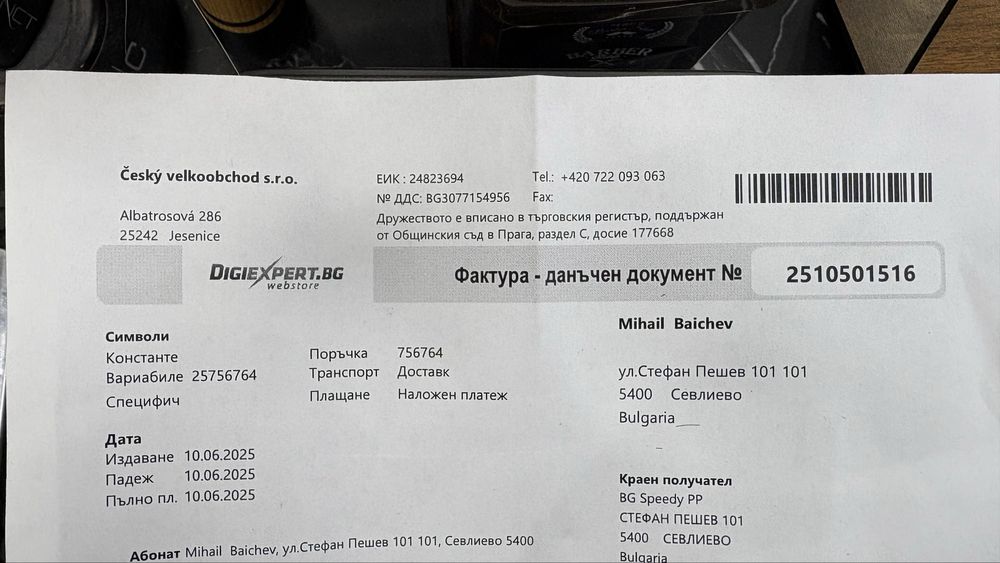 BARBER
Český velkoobchod s.r.o.
Albatrosová 286
25242 Jesenice
ЕИК : 24823694
№ ДДС: BG3077154956
Tel.: +420 722 093 063
Fax:
Дружеството е вписано в търговския регистър, поддържан
от Общинския съд в Прага, раздел С, досие 177668
DIGIEXPERT.BG
webstore
Фактура - данъчен документ № 2510501516
Символи
Константе
Вариабиле 25756764
Специфич
Поръчка 756764
Транспорт Доставк
Плащане Наложен платеж
Mihail Baichev
ул.Стефан Пешев 101 101
5400 Севлиево
Bulgaria
Дата
Издаване 10.06.2025
Падеж 10.06.2025
Пълно пл. 10.06.2025
Краен получател
BG Speedy PP
СТЕФАН ПЕШЕВ 101
5400 СЕВЛИЕВО
Bulgaria
Абонат Mihail Baichev, ул.Стефан Пешев 101 101, Севлиево 5400